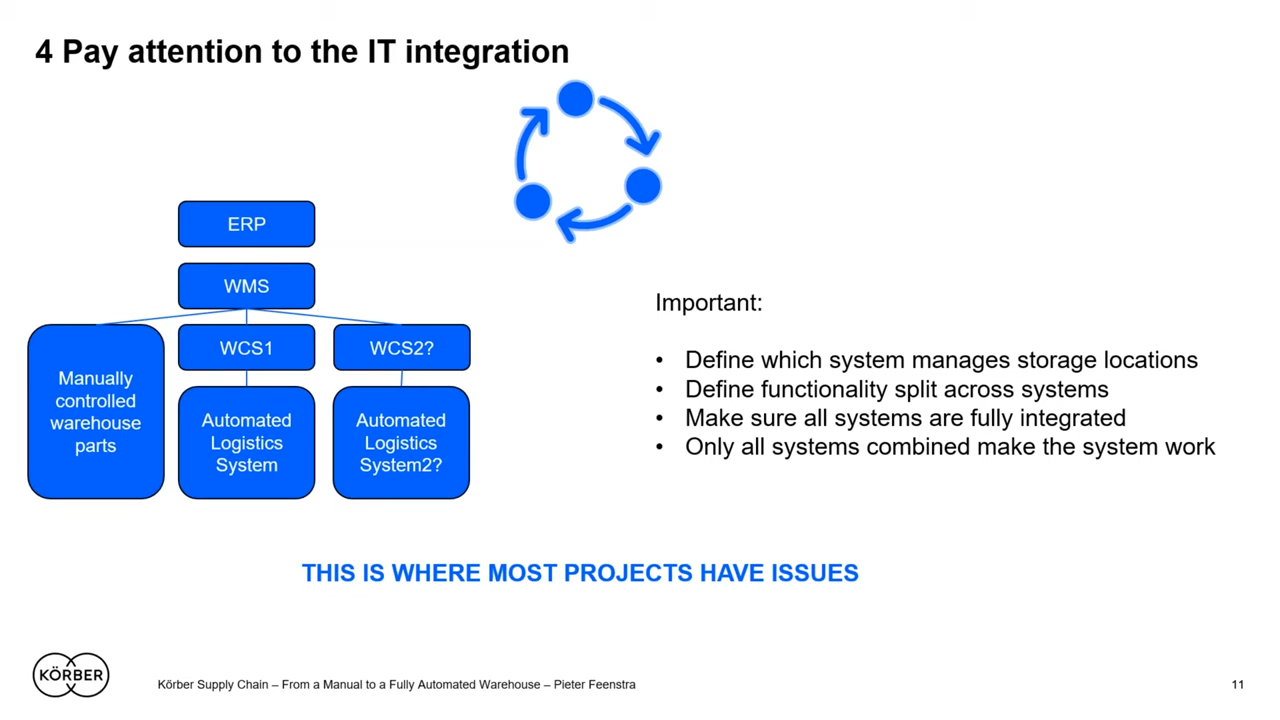 4 Pay attention to the IT integration
ERP
WMS
WCS1
WCS2?
Manually
controlled
warehouse
parts
Automated
Logistics
System
Automated
Logistics
System2?
Important:
• Define which system manages storage locations
• Define functionality split across systems
• Make sure all systems are fully integrated
• Only all systems combined make the system work
THIS IS WHERE MOST PROJECTS HAVE ISSUES
KÖRBER
Körber Supply Chain – From a Manual to a Fully Automated Warehouse – Pieter Feenstra
11